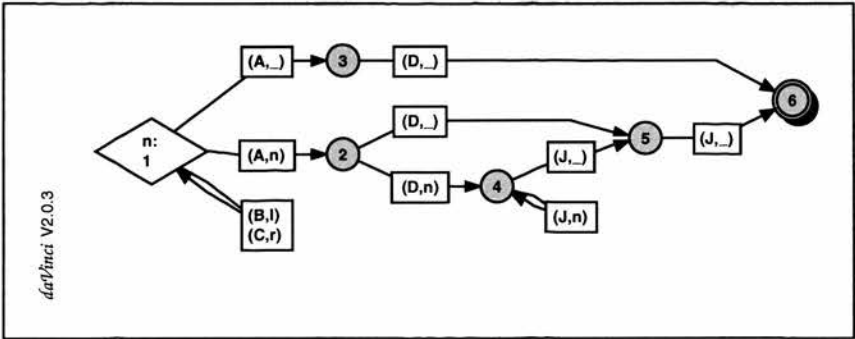 (A,_)
3
(D,_)
6
n:
1
(A,n)
2
(D,_)
5
(J,_)
(D,n)
4
(J,_)
(J,n)
(B,l)
(C,r)
daVinci V2.0.3